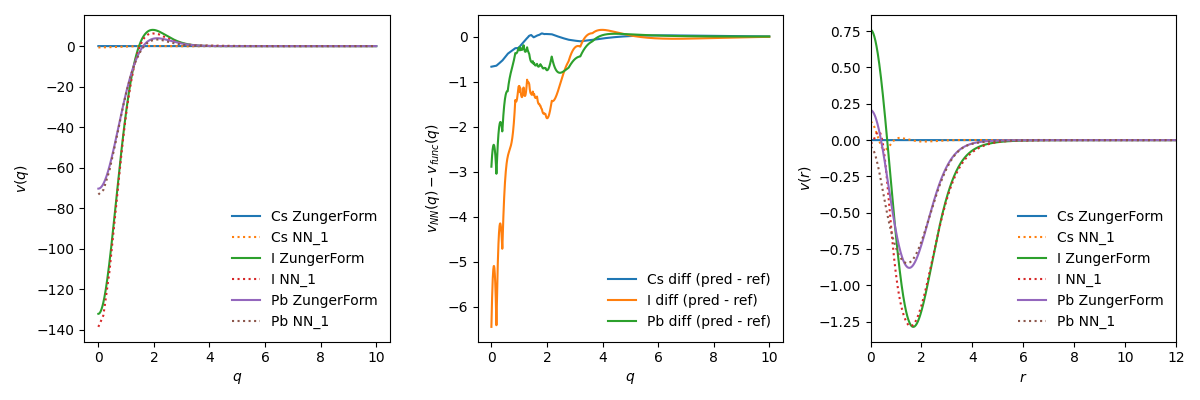 0
−20
−40
−60
−80
−100
−120
−140
v(q)
0 2 4 6 8 10
q
Cs ZungerForm
Cs NN_1
I ZungerForm
I NN_1
Pb ZungerForm
Pb NN_1
0
−1
−2
−3
−4
−5
−6
v_NN(q) − v_func(q)
0 2 4 6 8 10
q
Cs diff (pred - ref)
I diff (pred - ref)
Pb diff (pred - ref)
0.75
0.50
0.25
0.00
−0.25
−0.50
−0.75
−1.00
−1.25
v(r)
0 2 4 6 8 10 12
r
Cs ZungerForm
Cs NN_1
I ZungerForm
I NN_1
Pb ZungerForm
Pb NN_1